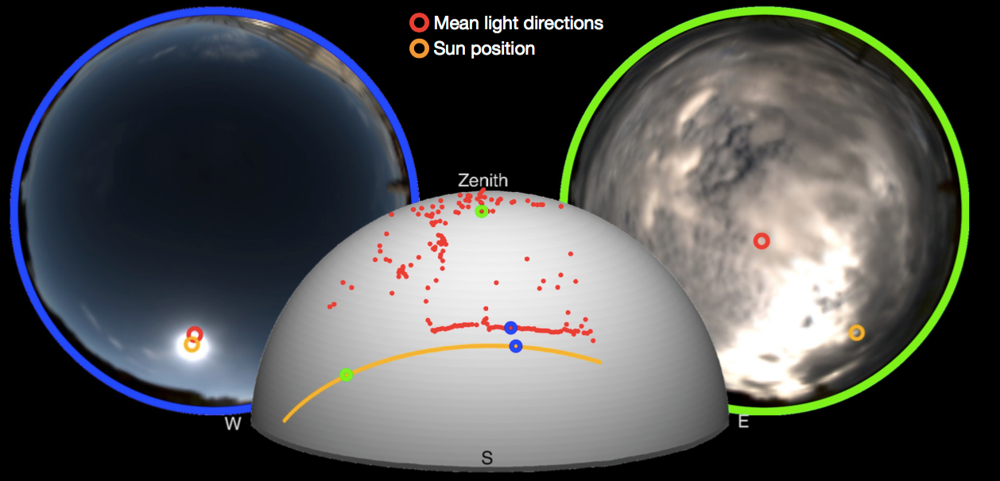 Mean light directions
Sun position
Zenith
W
E
S